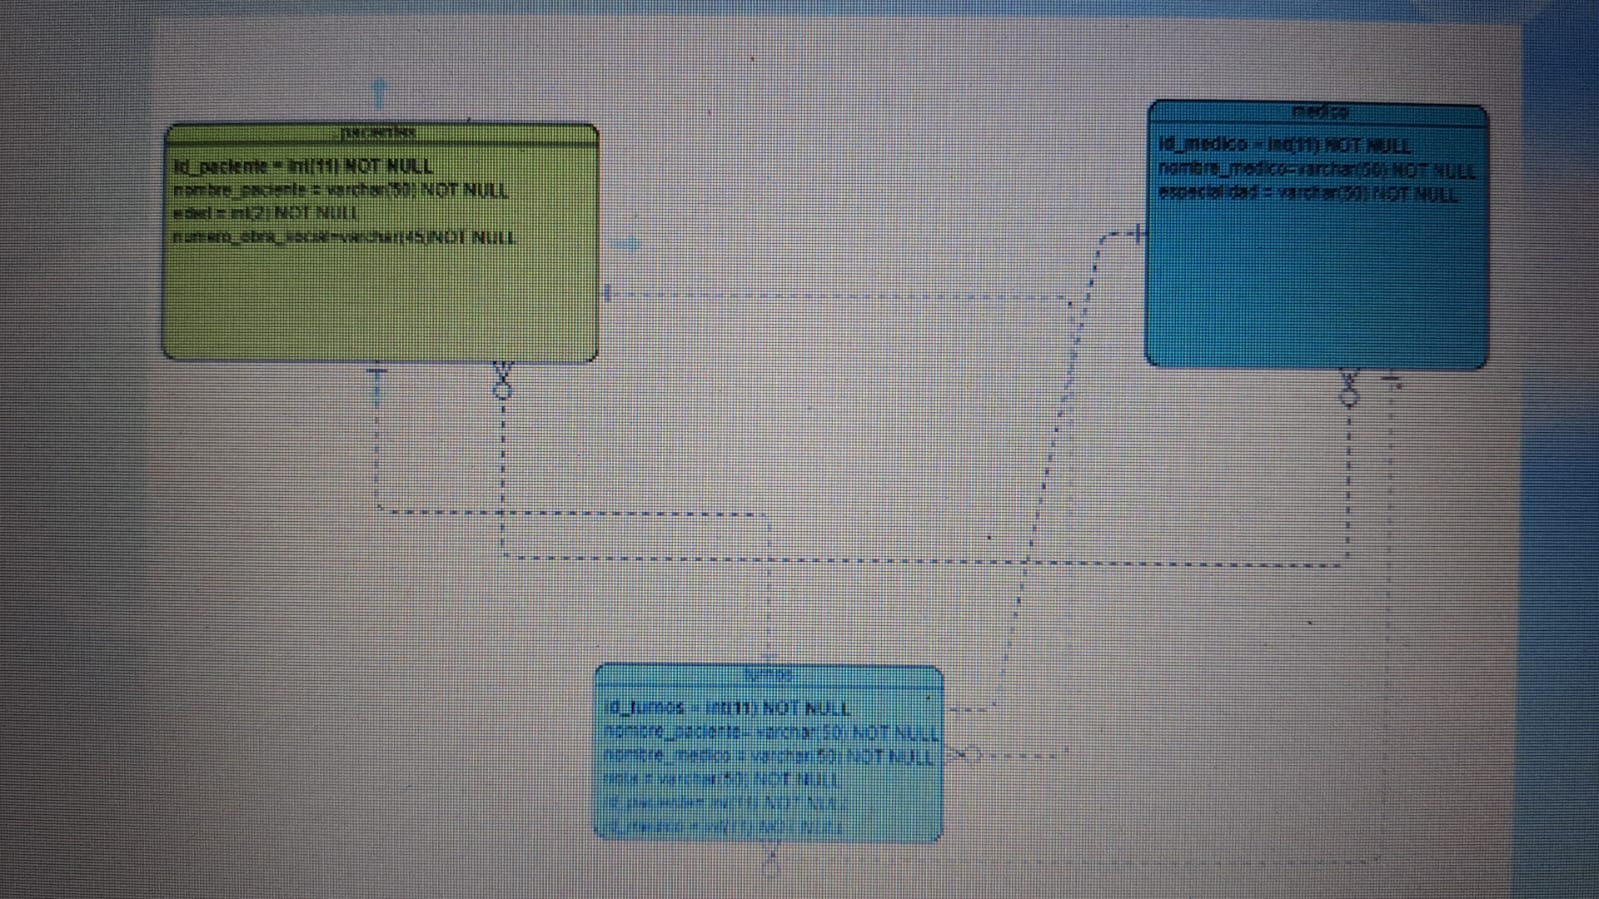 pacientes
id_paciente = int(11) NOT NULL
nombre_paciente = varchar(50) NOT NULL
edad = int(2) NOT NULL
numero_obra_social=varchar(45)NOT NULL
medico
id_medico = int(11) NOT NULL
nombre_medico=varchar(50) NOT NULL
especialidad = varchar(50) NOT NULL
turnos
id_turnos = int(11) NOT NULL
nombre_paciente= varchar(50) NOT NULL
nombre_medico = varchar(50) NOT NULL
= varchar(50) NOT NULL
id_paciente= int(11) NOT NULL
id_medico = int(11) NOT NULL